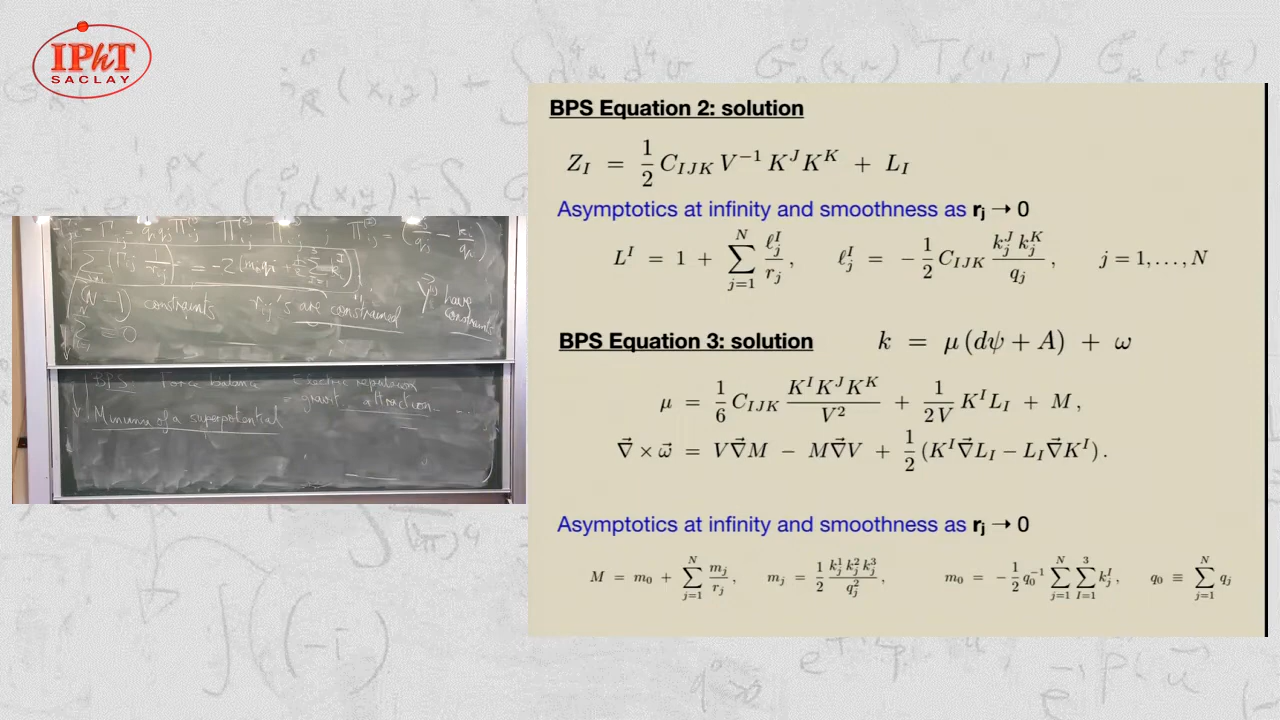 IPhT
SACLAY
BPS Equation 2: solution
Z_I = 1/2 C_{IJK} V^{-1} K^J K^K + L_I
Asymptotics at infinity and smoothness as r_j → 0
L^I = 1 + ∑_{j=1}^{N} ℓ_j^I / r_j , ℓ_j^I = − 1/2 C_{IJK} k_j^J k_j^K / q_j , j = 1, . . . , N
BPS Equation 3: solution k = μ (dψ + A) + ω
μ = 1/6 C_{IJK} K^I K^J K^K / V^2 + 1/2V K^I L_I + M ,
∇⃗ × ω⃗ = V∇⃗M − M∇⃗V + 1/2 (K^I ∇⃗L_I − L_I ∇⃗K^I) .
Asymptotics at infinity and smoothness as r_j → 0
M = m_0 + ∑_{j=1}^{N} m_j / r_j , m_j = 1/2 k_j^1 k_j^2 k_j^3 / q_j^2 , m_0 = − 1/2 q_0^{-1} ∑_{j=1}^{N} ∑_{I=1}^{3} k_j^I , q_0 ≡ ∑_{j=1}^{N} q_j
(N − 1) constraints r_ij's are constrained have constraints
BPS: Force balance Electric repulsion
= gravit. attraction
Minima of a superpotential